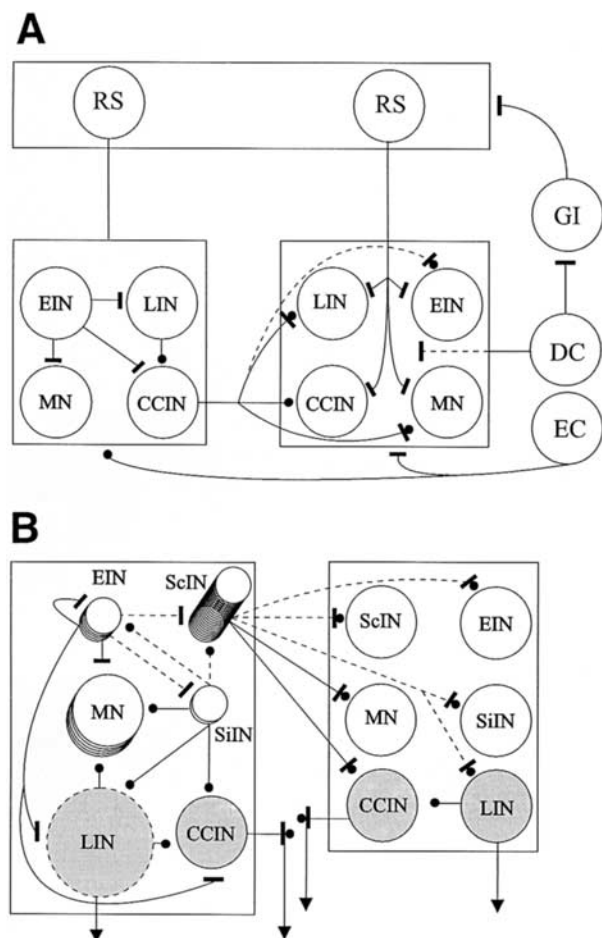 A
RS RS
GI
EIN LIN LIN EIN
DC
MN CCIN CCIN MN
EC
B
EIN ScIN
ScIN EIN
MN SiIN MN SiIN
LIN CCIN CCIN LIN